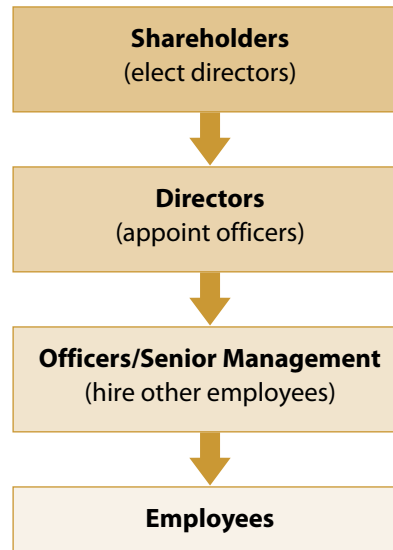 Shareholders
(elect directors)
Directors
(appoint officers)
Officers/Senior Management
(hire other employees)
Employees